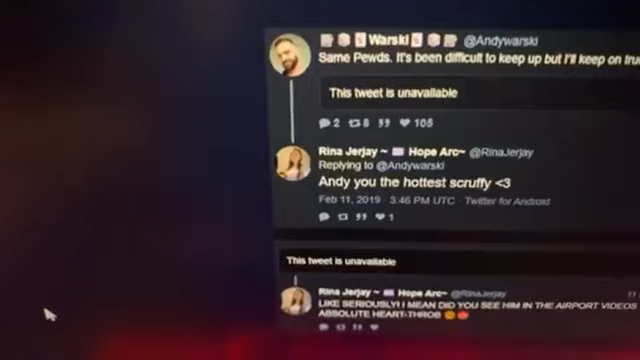 Warski @Andywarski
Same Pewds. It's been difficult to keep up but I'll keep on
This tweet is unavailable
2 8 105
Rina Jerjay ~ Hope Arc~ @RinaJerjay
Replying to @Andywarski
Andy you the hottest scruffy <3
Feb 11, 2019 · 3:46 PM UTC · Twitter for Android
1
This tweet is unavailable
Rina Jerjay ~ Hope Arc~ @RinaJerjay
LIKE SERIOUSLY! I MEAN DID YOU SEE HIM IN THE AIRPORT VIDEOS
ABSOLUTE HEART-THROB